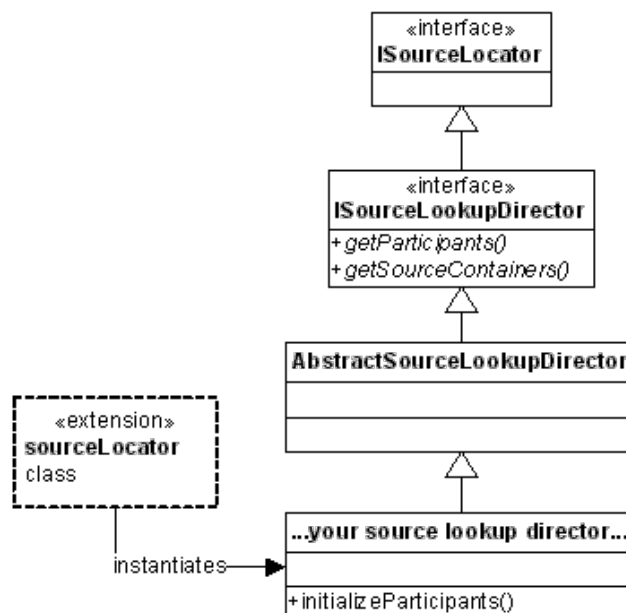 «interface»
ISourceLocator
«interface»
ISourceLookupDirector
+getParticipants()
+getSourceContainers()
AbstractSourceLookupDirector
«extension»
sourceLocator
class
...your source lookup director...
instantiates
+initializeParticipants()